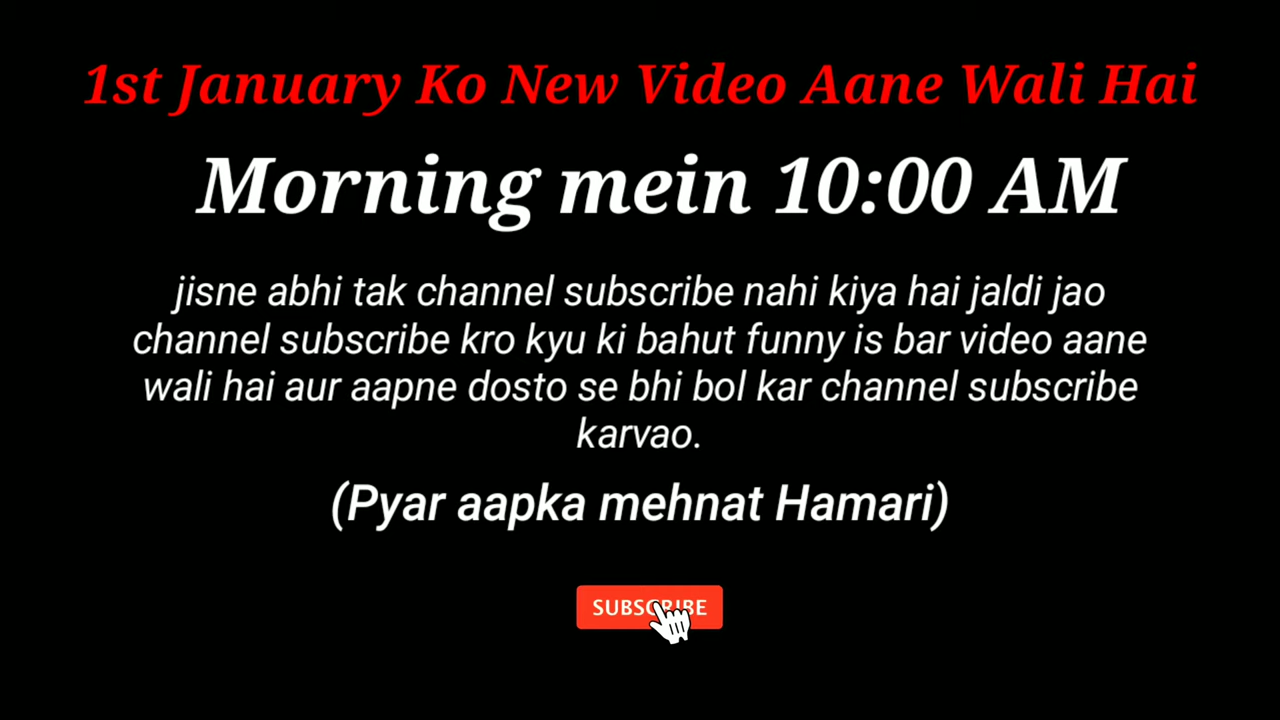 1st January Ko New Video Aane Wali Hai
Morning mein 10:00 AM
jisne abhi tak channel subscribe nahi kiya hai jaldi jao
channel subscribe kro kyu ki bahut funny is bar video aane
wali hai aur aapne dosto se bhi bol kar channel subscribe
karvao.
(Pyar aapka mehnat Hamari)
SUBSCRIBE